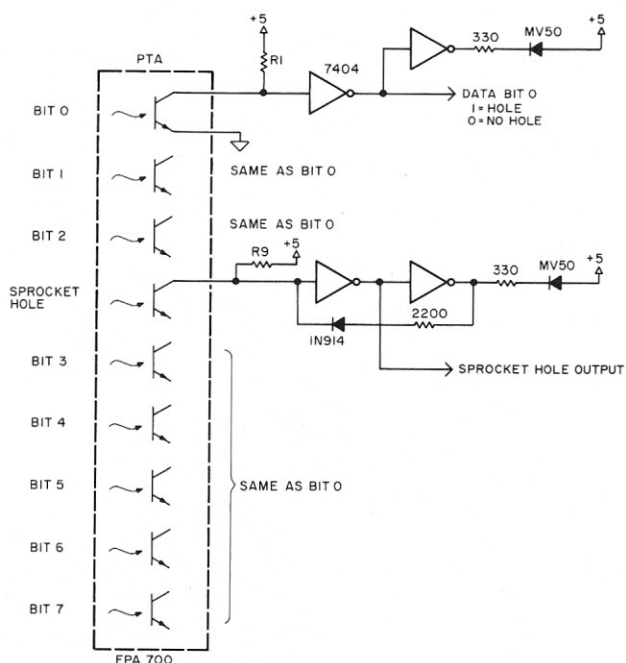 +5
R1
7404
330
MV50
+5
DATA BIT 0
1 = HOLE
0 = NO HOLE
PTA
BIT 0
BIT 1
SAME AS BIT 0
BIT 2
SAME AS BIT 0
SPROCKET
HOLE
R9
+5
330
MV50
+5
2200
1N914
SPROCKET HOLE OUTPUT
BIT 3
BIT 4
BIT 5
SAME AS BIT 0
BIT 6
BIT 7
FPA 700